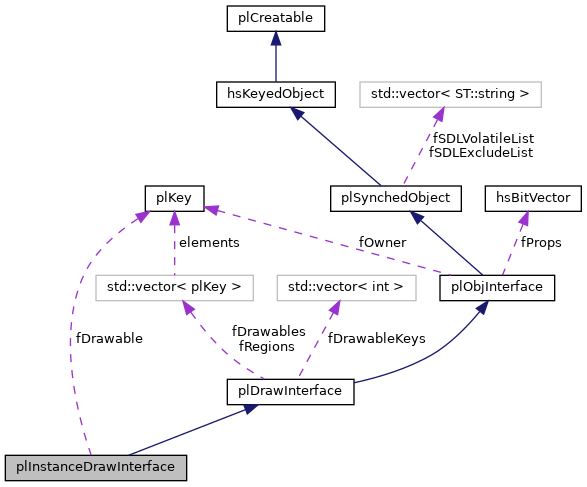 plCreatable
hsKeyedObject
std::vector< ST::string >
fSDLVolatileList
fSDLExcludeList
plKey
plSynchedObject
hsBitVector
elements
fOwner
fProps
std::vector< plKey >
std::vector< int >
plObjInterface
fDrawable
fDrawables
fRegions
fDrawableKeys
plDrawInterface
plInstanceDrawInterface